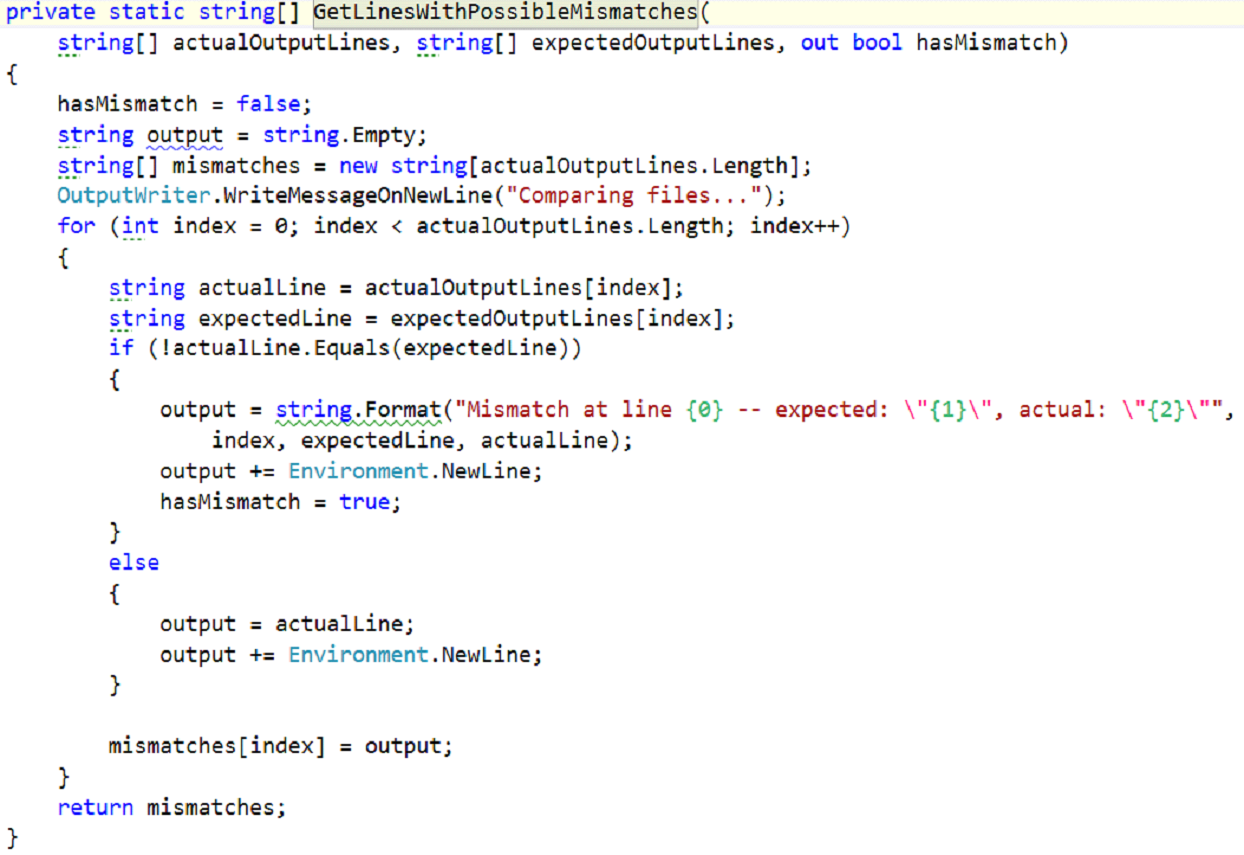 private static string[] GetLinesWithPossibleMismatches(
    string[] actualOutputLines, string[] expectedOutputLines, out bool hasMismatch)
{
    hasMismatch = false;
    string output = string.Empty;
    string[] mismatches = new string[actualOutputLines.Length];
    OutputWriter.WriteMessageOnNewLine("Comparing files...");
    for (int index = 0; index < actualOutputLines.Length; index++)
    {
        string actualLine = actualOutputLines[index];
        string expectedLine = expectedOutputLines[index];
        if (!actualLine.Equals(expectedLine))
        {
            output = string.Format("Mismatch at line {0} -- expected: \"{1}\", actual: \"{2}\"",
                index, expectedLine, actualLine);
            output += Environment.NewLine;
            hasMismatch = true;
        }
        else
        {
            output = actualLine;
            output += Environment.NewLine;
        }

        mismatches[index] = output;
    }
    return mismatches;
}